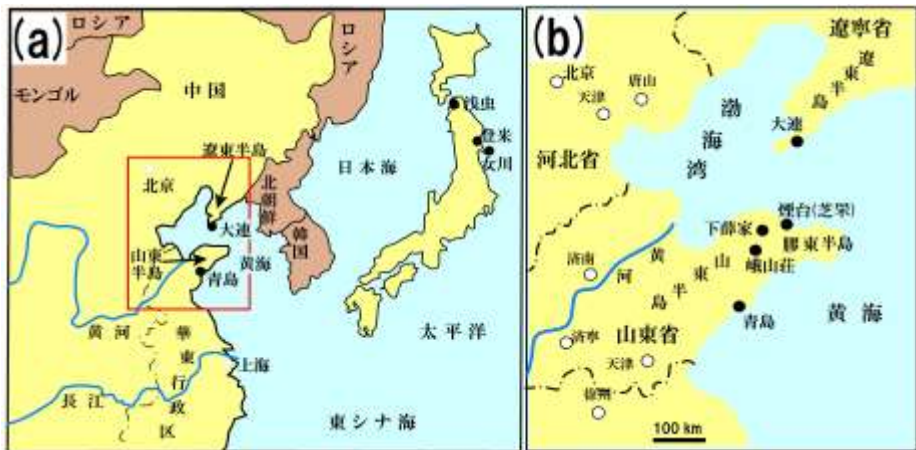 (a)
ロシア
ロシア
モンゴル
中国
浅虫
登米
女川
遼東半島
日本海
北京
北朝鮮
大連
韓国
山東
半島
黄海
青島
太平洋
黄河
華東行政区
上海
長江
東シナ海
(b)
遼寧省
遼東半島
北京
唐山
天津
渤海湾
大連
河北省
煙台(芝罘)
下薛家
膠東半島
峨山荘
済南
黄河
山東半島
青島
黄海
山東省
済寧
天津
徐州
100 km